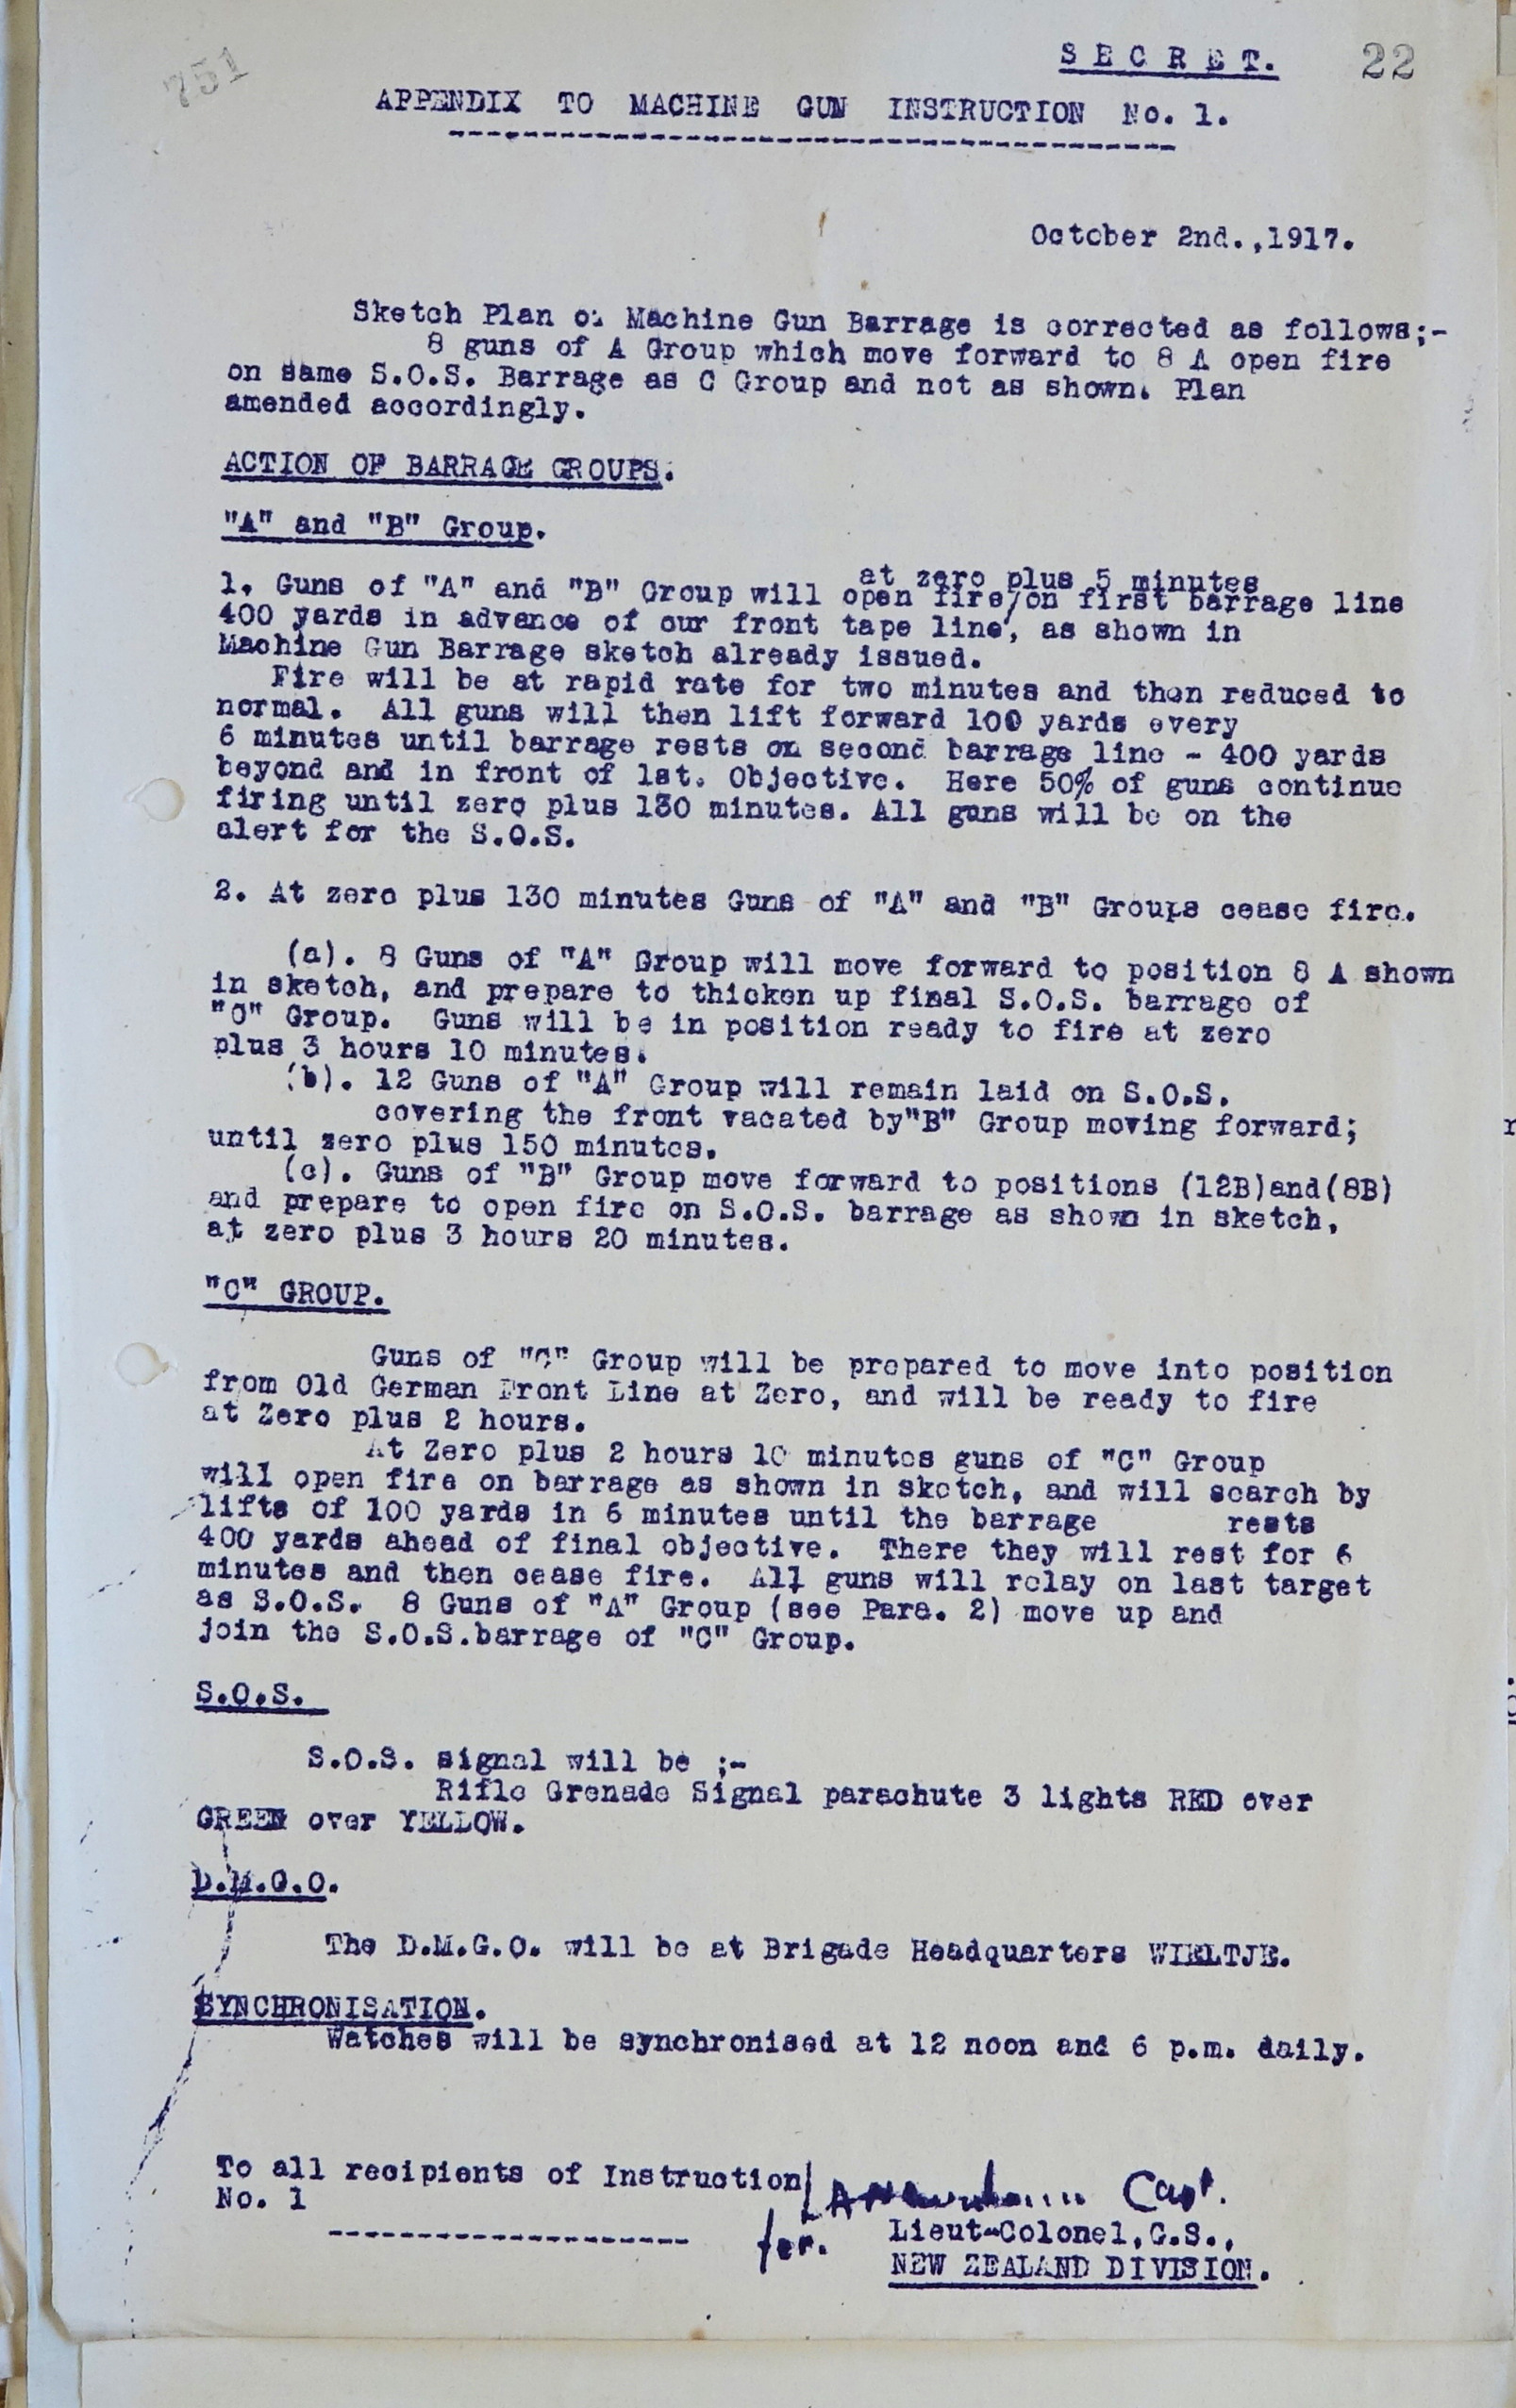 751
S E C R E T.
22
APPENDIX TO MACHINE GUN INSTRUCTION No. 1.
October 2nd.,1917.
Sketch Plan of Machine Gun Barrage is corrected as follows;-
8 guns of A Group which move forward to 8 A open fire
on same S.O.S. Barrage as C Group and not as shown. Plan
amended accordingly.
ACTION OF BARRAGE GROUPS.
"A" and "B" Group.
at zero plus 5 minutes
1. Guns of "A" and "B" Group will open fire/on first barrage line
400 yards in advance of our front tape line, as shown in
Machine Gun Barrage sketch already issued.
Fire will be at rapid rate for two minutes and then reduced to
normal. All guns will then lift forward 100 yards every
6 minutes until barrage rests on second barrage line - 400 yards
beyond and in front of 1st. Objective. Here 50% of guns continue
firing until zero plus 130 minutes. All guns will be on the
alert for the S.O.S.
2. At zero plus 130 minutes Guns of "A" and "B" Groups cease fire.
(a). 8 Guns of "A" Group will move forward to position 8 A shown
in sketch, and prepare to thicken up final S.O.S. barrage of
"C" Group. Guns will be in position ready to fire at zero
plus 3 hours 10 minutes.
(b). 12 Guns of "A" Group will remain laid on S.O.S.
covering the front vacated by"B" Group moving forward;
until zero plus 150 minutes.
(c). Guns of "B" Group move forward to positions (12B)and(8B)
and prepare to open fire on S.O.S. barrage as shown in sketch,
at zero plus 3 hours 20 minutes.
"C" GROUP.
Guns of "C" Group will be prepared to move into position
from Old German Front Line at Zero, and will be ready to fire
at Zero plus 2 hours.
At Zero plus 2 hours 10 minutes guns of "C" Group
will open fire on barrage as shown in sketch, and will search by
lifts of 100 yards in 6 minutes until the barrage rests
400 yards ahead of final objective. There they will rest for 6
minutes and then cease fire. All guns will relay on last target
as S.O.S. 8 Guns of "A" Group (see Para. 2) move up and
join the S.O.S.barrage of "C" Group.
S.O.S.
S.O.S. signal will be ;-
Rifle Grenade Signal parachute 3 lights RED over
GREEN over YELLOW.
D.M.G.O.
The D.M.G.O. will be at Brigade Headquarters WIELTJE.
SYNCHRONISATION.
Watches will be synchronised at 12 noon and 6 p.m. daily.
To all recipients of Instruction
No. 1
Capt.
for.
Lieut-Colonel,G.S.,
NEW ZEALAND DIVISION.